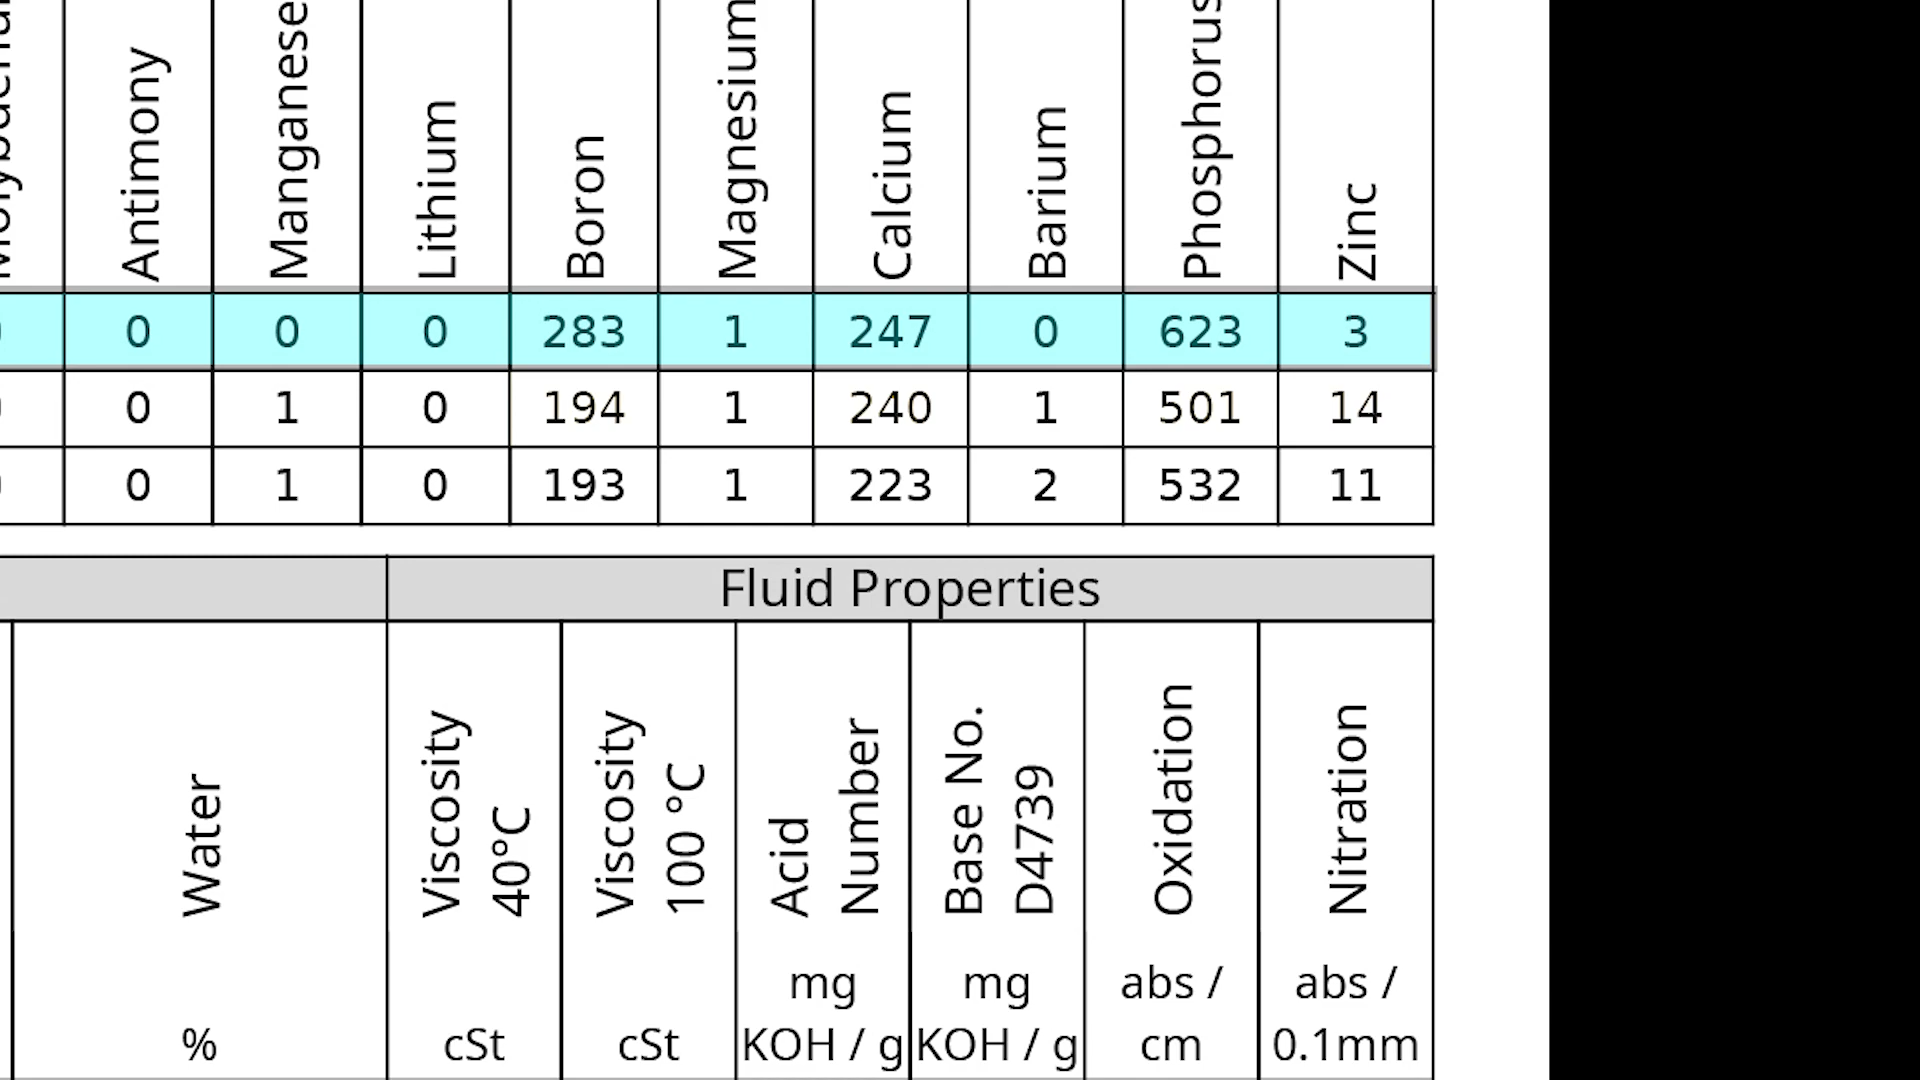 Antimony Manganese Lithium Boron Magnesium Calcium Barium Phosphorus Zinc
0 0 0 283 1 247 0 623 3
0 1 0 194 1 240 1 501 14
0 1 0 193 1 223 2 532 11
Fluid Properties
Water Viscosity 40°C Viscosity 100 °C Acid Number Base No. D4739 Oxidation Nitration
% cSt cSt mg KOH / g mg KOH / g abs / cm abs / 0.1mm